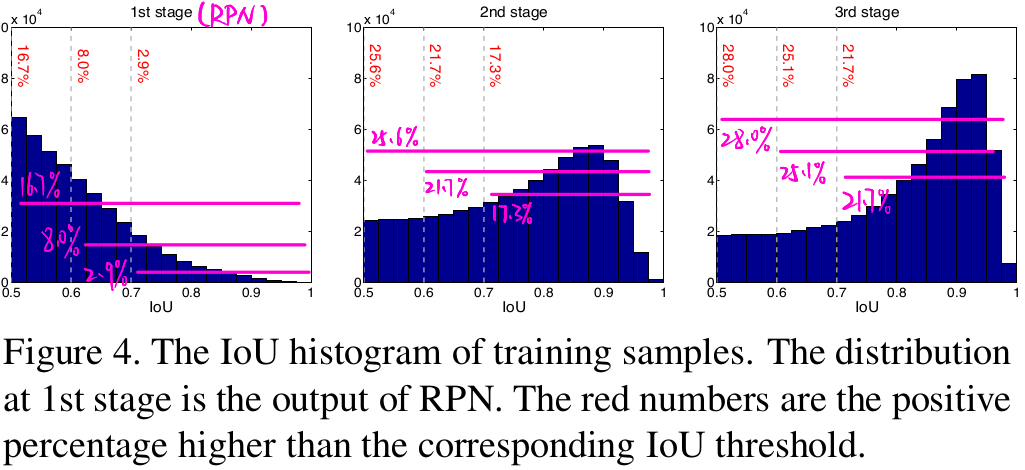 1st stage (RPN)
2nd stage
3rd stage
0 x 10^4
8
6
4
2
0
16.7%
8.0%
2.9%
16.7%
8.0%
2.9%
0.5 0.6 0.7 0.8 0.9 1
IoU
0 x 10^4
8
6
4
2
0
25.6%
21.7%
17.3%
25.6%
21.7%
17.3%
0.5 0.6 0.7 0.8 0.9 1
IoU
0 x 10^4
8
6
4
2
0
28.0%
25.1%
21.7%
28.0%
25.1%
21.7%
0.5 0.6 0.7 0.8 0.9 1
IoU
Figure 4. The IoU histogram of training samples. The distribution
at 1st stage is the output of RPN. The red numbers are the positive
percentage higher than the corresponding IoU threshold.